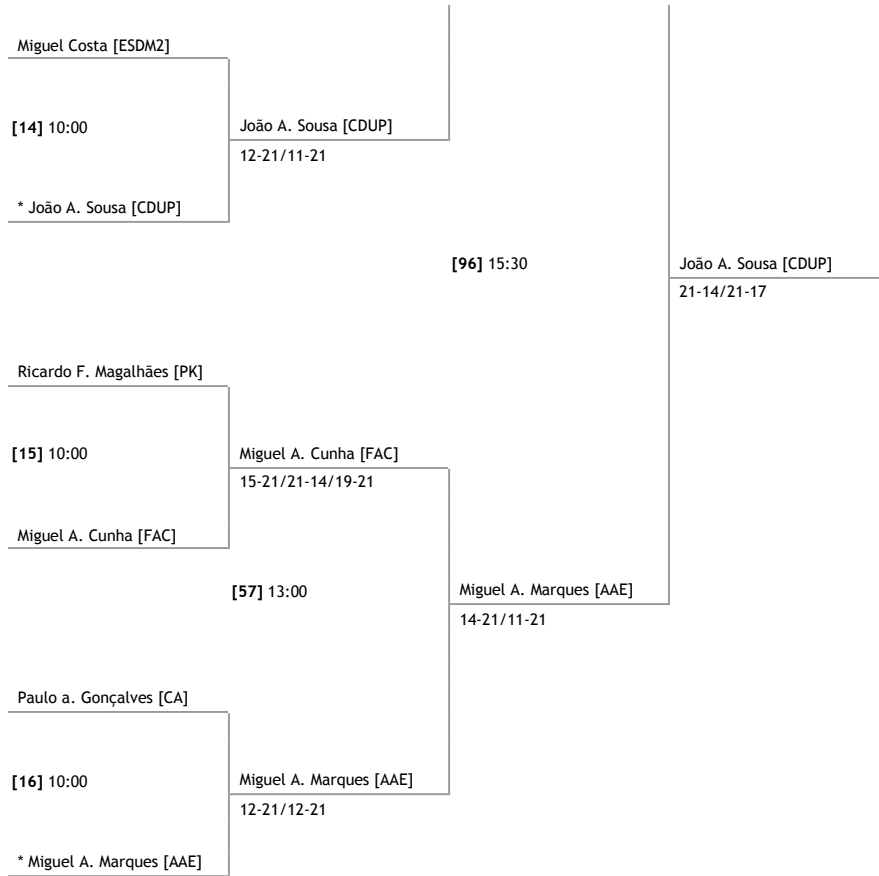 Miguel Costa [ESDM2]
[14] 10:00
João A. Sousa [CDUP]
12-21/11-21
* João A. Sousa [CDUP]
[96] 15:30
João A. Sousa [CDUP]
21-14/21-17
Ricardo F. Magalhães [PK]
[15] 10:00
Miguel A. Cunha [FAC]
15-21/21-14/19-21
Miguel A. Cunha [FAC]
[57] 13:00
Miguel A. Marques [AAE]
14-21/11-21
Paulo a. Gonçalves [CA]
[16] 10:00
Miguel A. Marques [AAE]
12-21/12-21
* Miguel A. Marques [AAE]